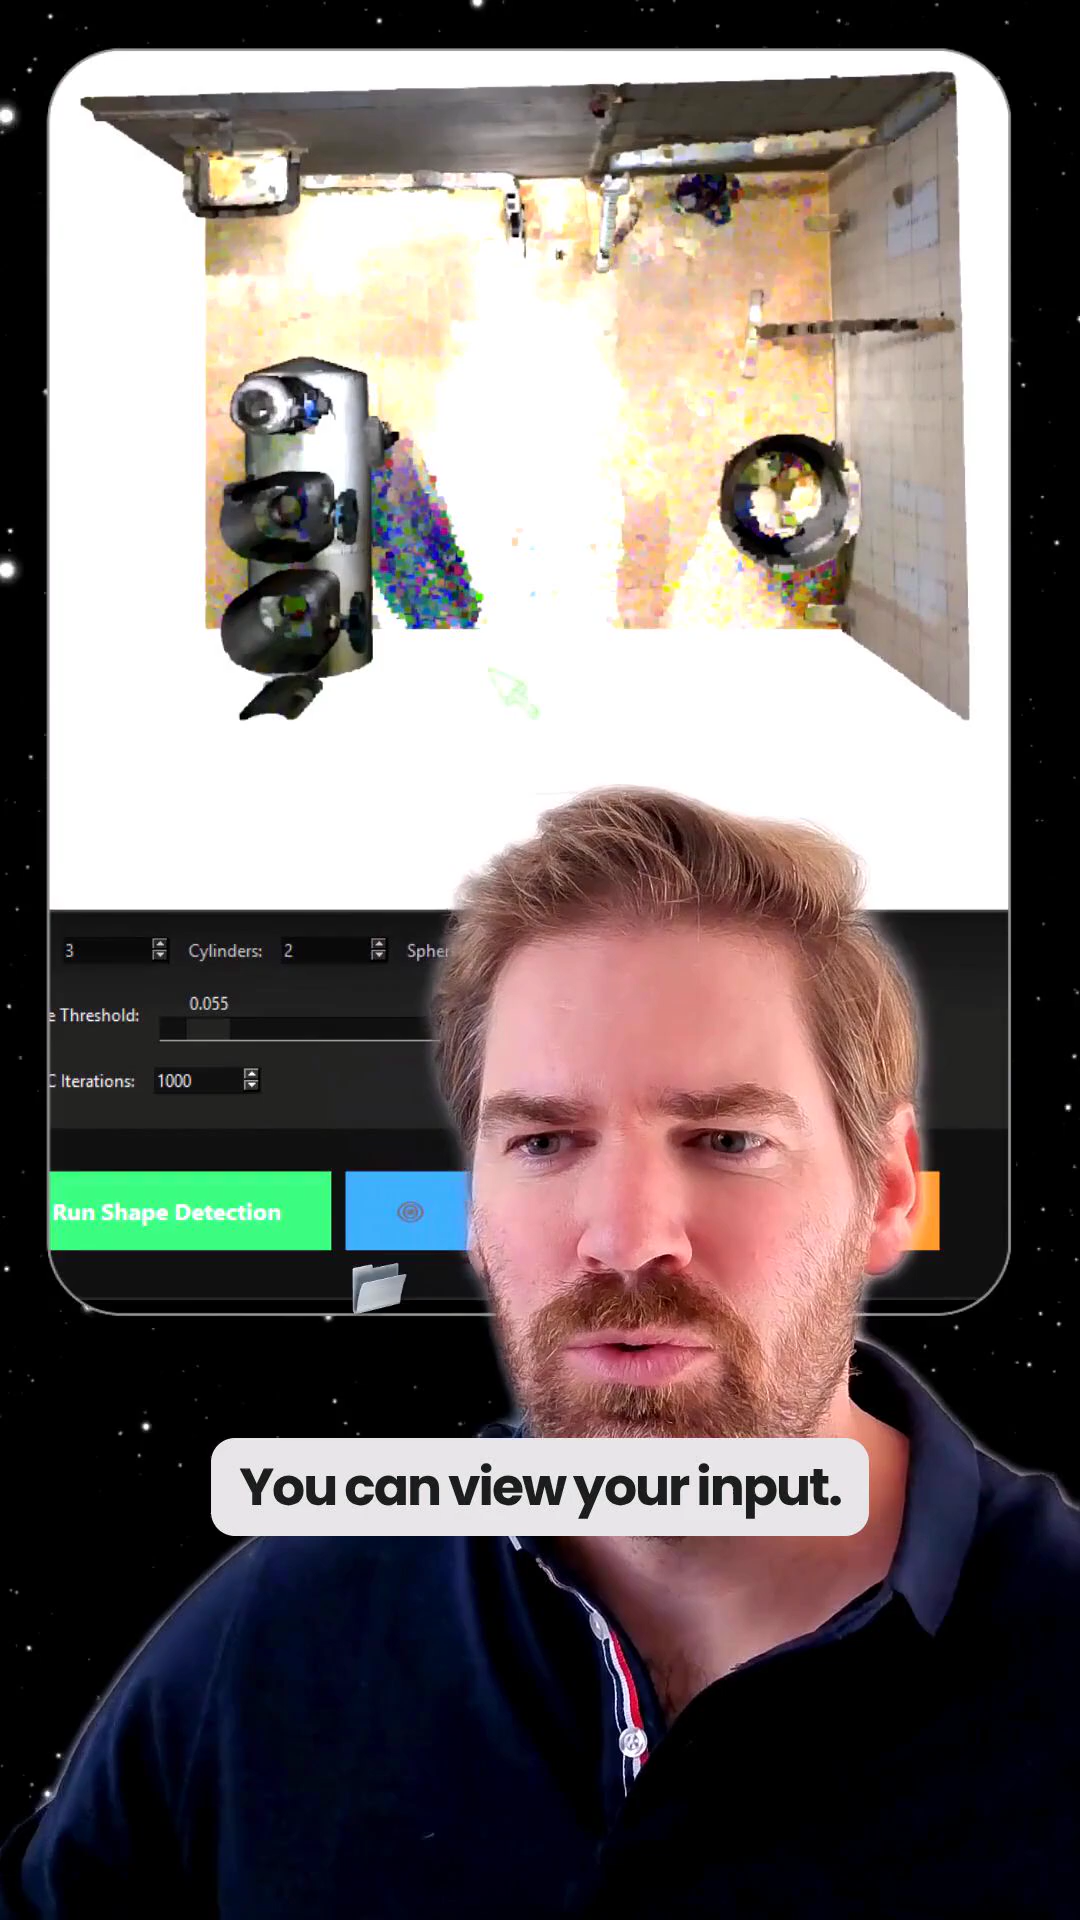 3 Cylinders: 2 Spher
0.055
e Threshold:
C Iterations: 1000
Run Shape Detection
You can view your input.